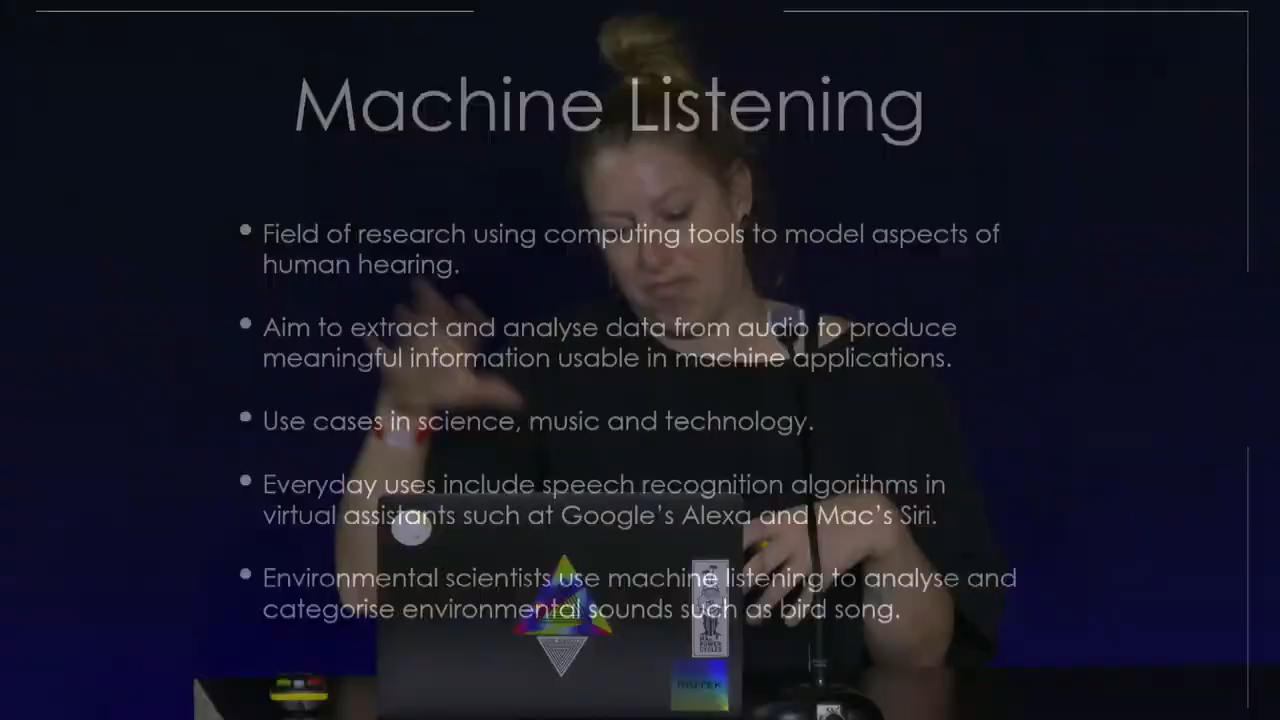 Machine Listening
• Field of research using computing tools to model aspects of
human hearing.
• Aim to extract and analyse data from audio to produce
meaningful information usable in machine applications.
• Use cases in science, music and technology.
• Everyday uses include speech recognition algorithms in
virtual assistants such at Google’s Alexa and Mac’s Siri.
• Environmental scientists use machine listening to analyse and
categorise environmental sounds such as bird song.